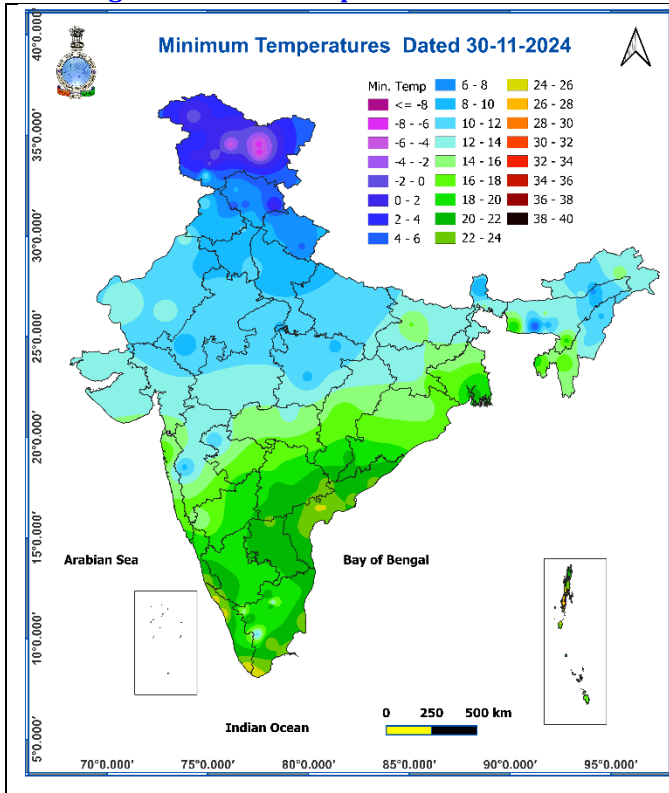 Minimum Temperatures Dated 30-11-2024
Min. Temp
<= -8
-8 - -6
-6 - -4
-4 - -2
-2 - 0
0 - 2
2 - 4
4 - 6
6 - 8
8 - 10
10 - 12
12 - 14
14 - 16
16 - 18
18 - 20
20 - 22
22 - 24
24 - 26
26 - 28
28 - 30
30 - 32
32 - 34
34 - 36
36 - 38
38 - 40
40°0.000'
35°0.000'
30°0.000'
25°0.000'
20°0.000'
15°0.000'
10°0.000'
5°0.000'
Arabian Sea
Bay of Bengal
Indian Ocean
0 250 500 km
70°0.000' 75°0.000' 80°0.000' 85°0.000' 90°0.000' 95°0.000'